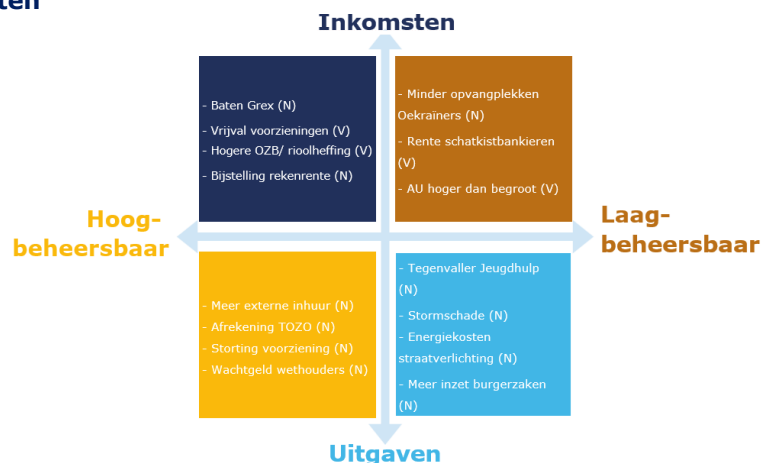 Inkomsten
- Baten Grex (N)
- Vrijval voorzieningen (V)
- Hogere OZB/ rioolheffing (V)
- Bijstelling rekenrente (N)
- Minder opvangplekken
Oekraïners (N)
- Rente schatkistbankieren
(V)
- AU hoger dan begroot (V)
Hoog-
beheersbaar
Laag-
beheersbaar
- Meer externe inhuur (N)
- Afrekening TOZO (N)
- Storting voorziening (N)
- Wachtgeld wethouders (N)
- Tegenvaller Jeugdhulp
(N)
- Stormschade (N)
- Energiekosten
straatverlichting (N)
- Meer inzet burgerzaken
(N)
Uitgaven